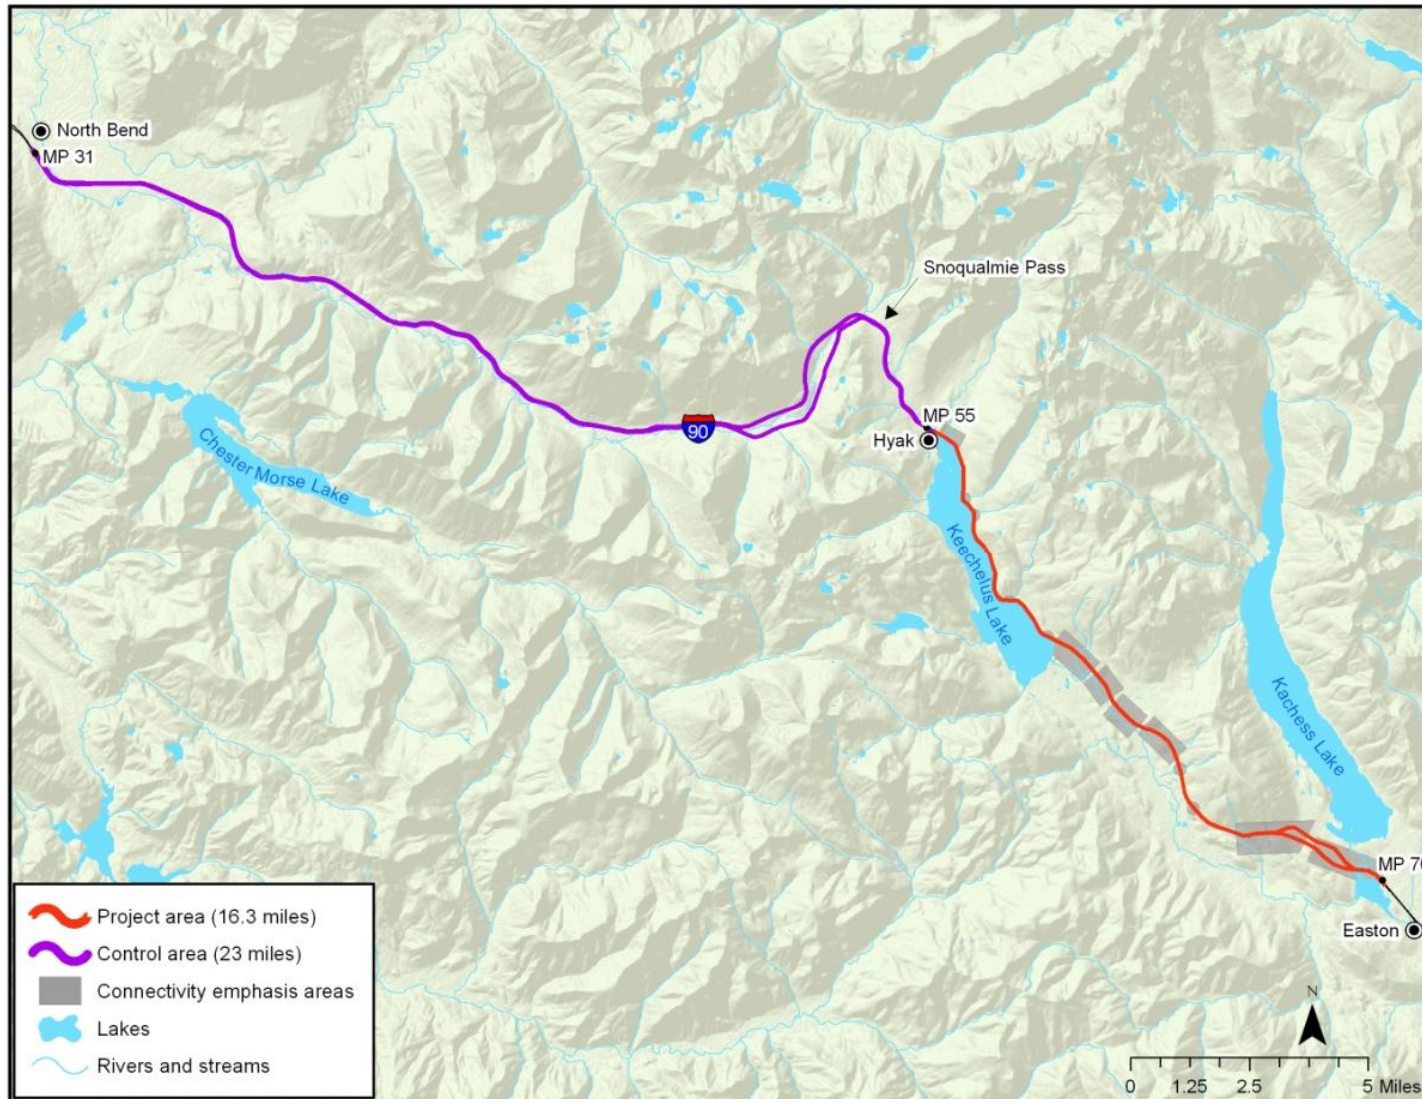 North Bend
MP 31
Snoqualmie Pass
MP 55
90
Hyak
Chester Morse Lake
Keechelus Lake
Kachess Lake
MP 70
Easton
Project area (16.3 miles)
Control area (23 miles)
Connectivity emphasis areas
Lakes
Rivers and streams
N
0 1.25 2.5 5 Miles